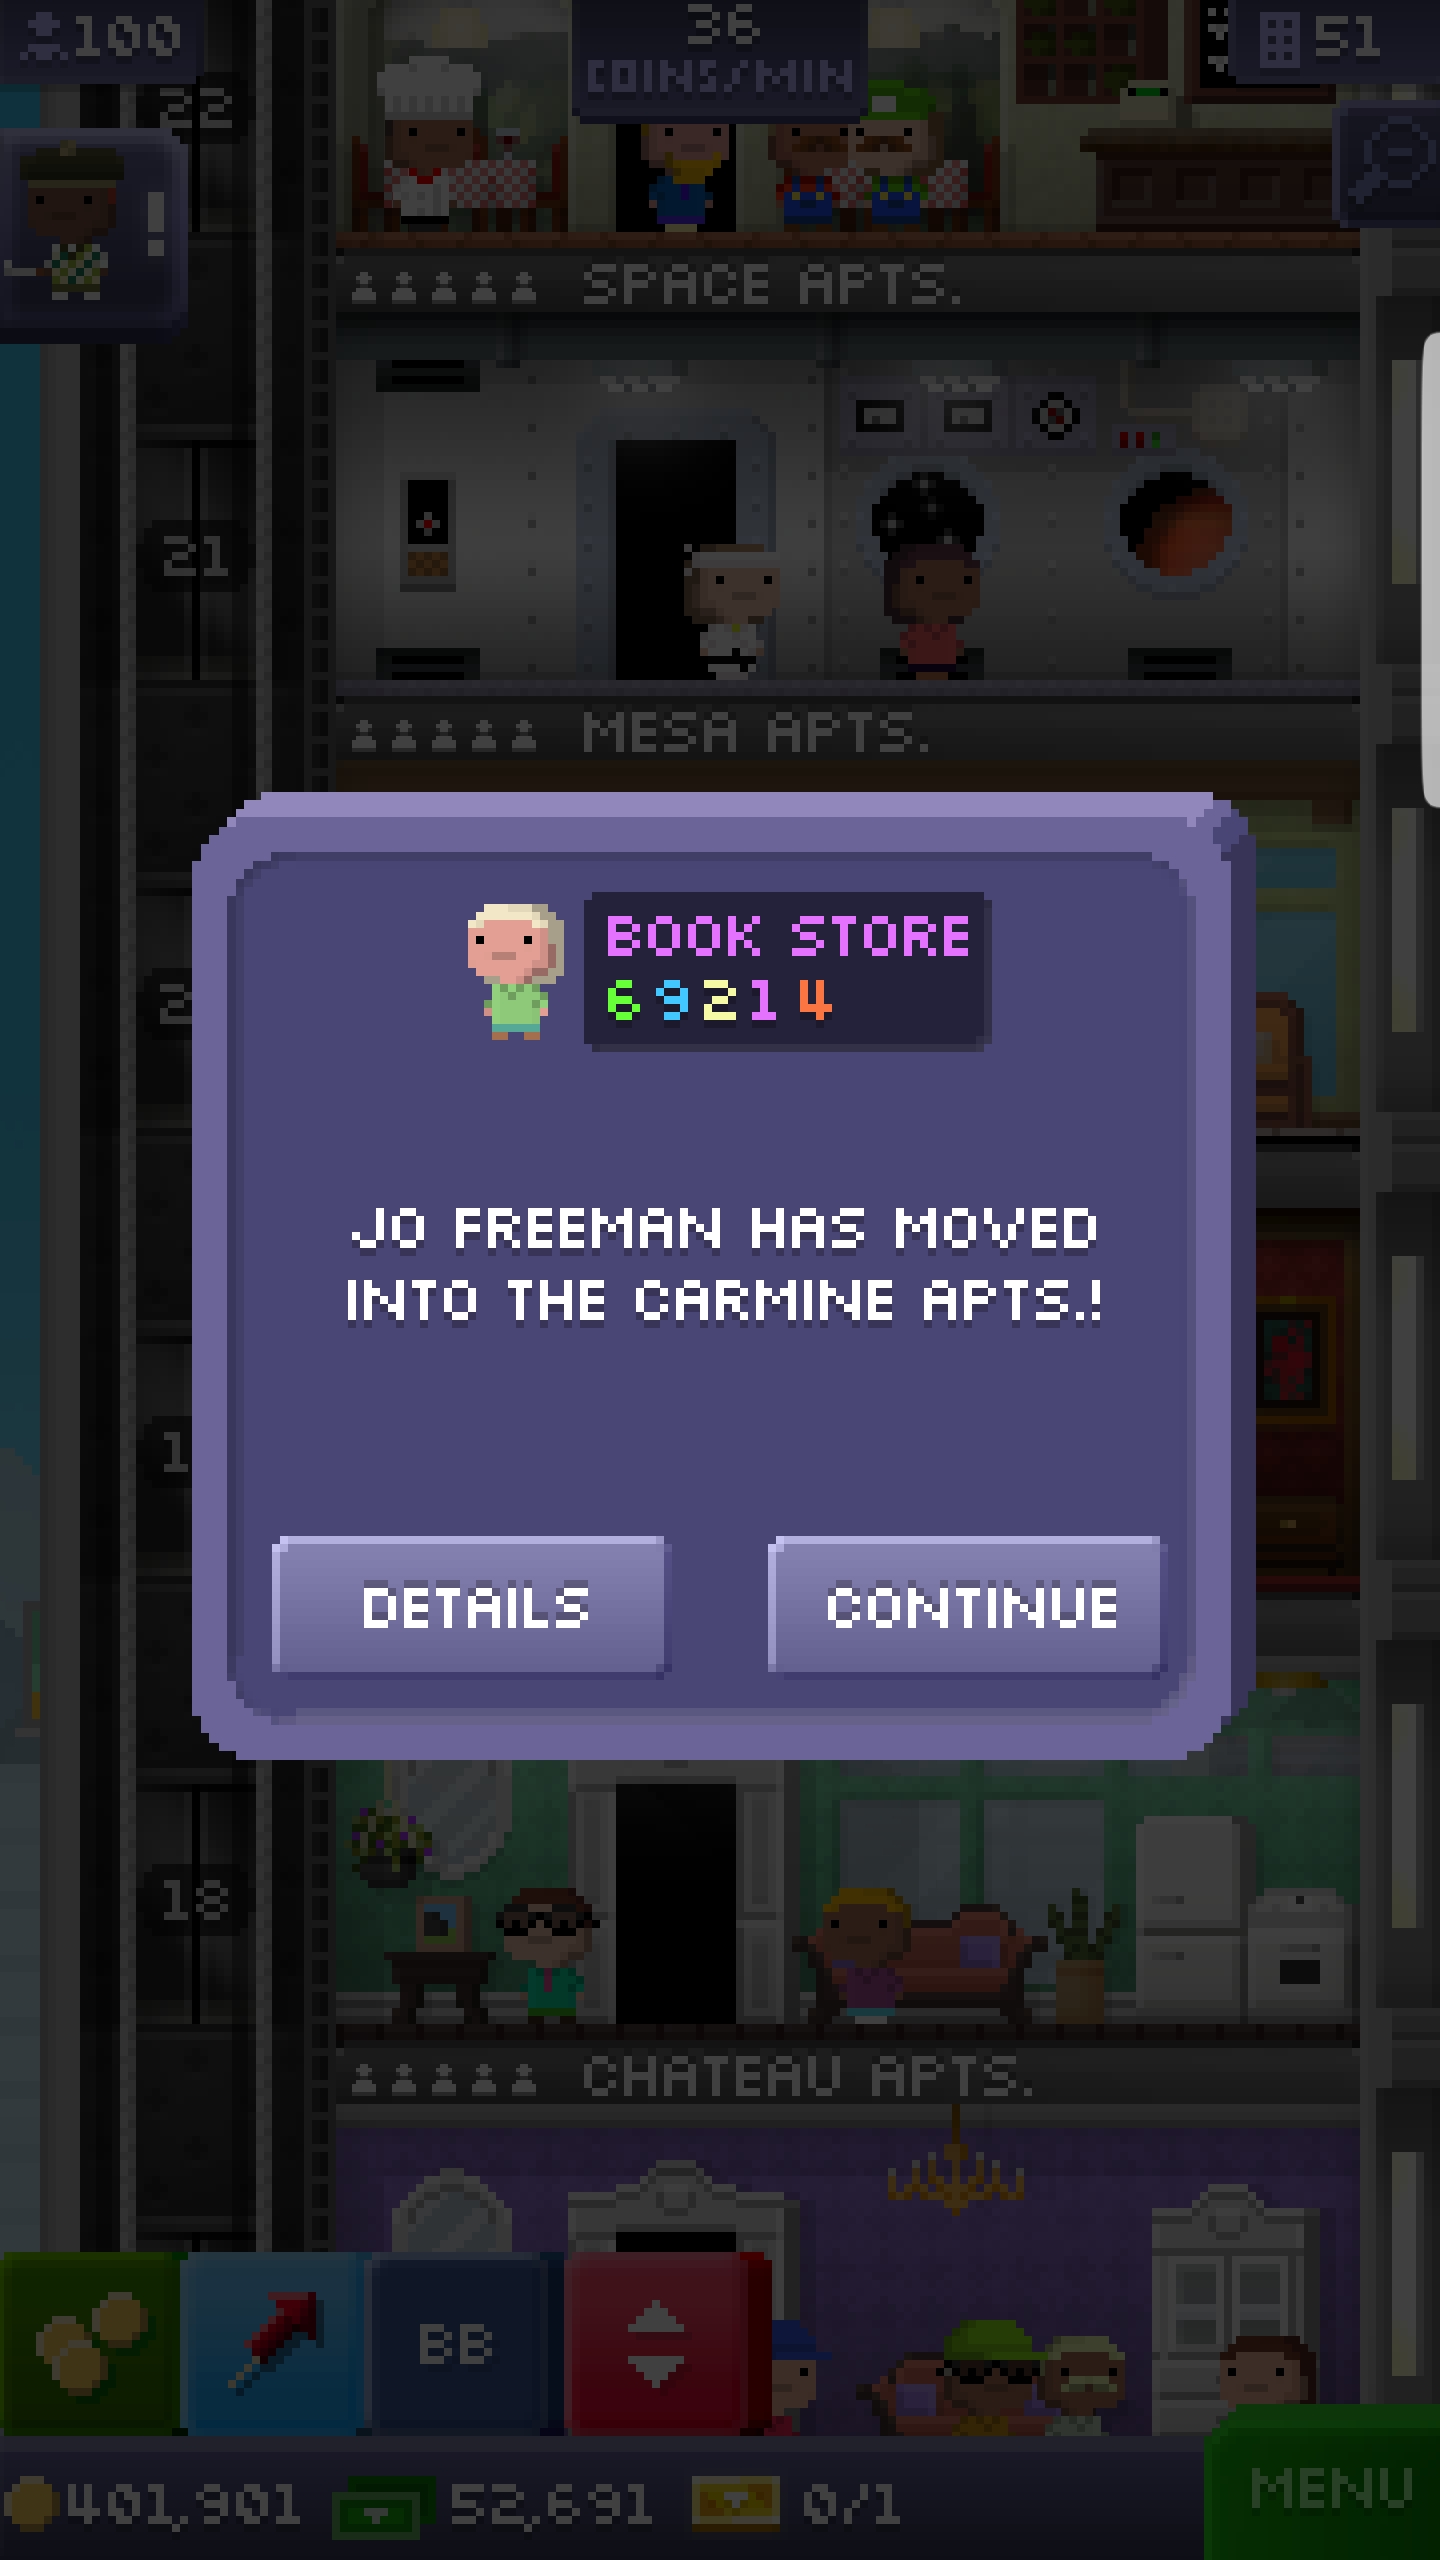 100
36
COINS/MIN
51
22
SPACE APTS.
21
MESA APTS.
BOOK STORE
6 9 2 1 4
JO FREEMAN HAS MOVED
INTO THE CARMINE APTS.!
DETAILS
CONTINUE
18
CHATEAU APTS.
BB
401,901
52,691
0/1
MENU